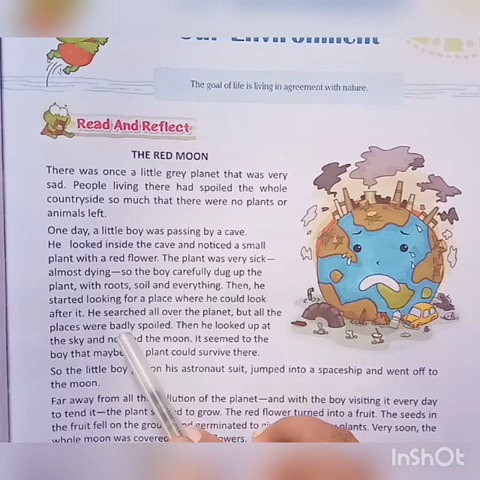 Our Environment
The goal of life is living in agreement with nature.
Read And Reflect
THE RED MOON
There was once a little grey planet that was very
sad. People living there had spoiled the whole
countryside so much that there were no plants or
animals left.
One day, a little boy was passing by a cave.
He looked inside the cave and noticed a small
plant with a red flower. The plant was very sick—
almost dying—so the boy carefully dug up the
plant, with roots, soil and everything. Then, he
started looking for a place where he could look
after it. He searched all over the planet, but all the
places were badly spoiled. Then he looked up at
the sky and the moon. It seemed to the
boy that maybe plant could survive there.
So the little boy on his astronaut suit, jumped into a spaceship and went off to
the moon.
Far away from all the pollution of the planet—and with the boy visiting it every day
to tend it—the plant to grow. The red flower turned into a fruit. The seeds in
the fruit fell on the and germinated to plants. Very soon, the
whole moon was covered flowers.
InShOt